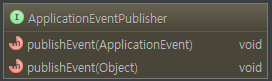 I ApplicationEventPublisher
m publishEvent(ApplicationEvent) void
m publishEvent(Object) void